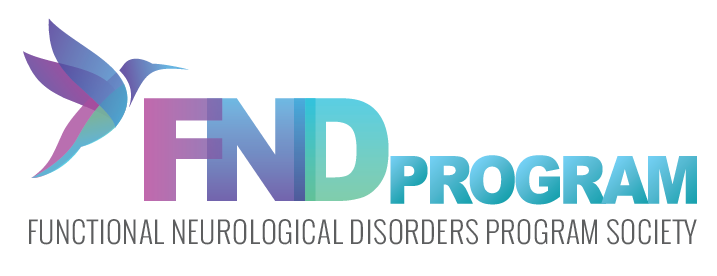 FND PROGRAM
FUNCTIONAL NEUROLOGICAL DISORDERS PROGRAM SOCIETY